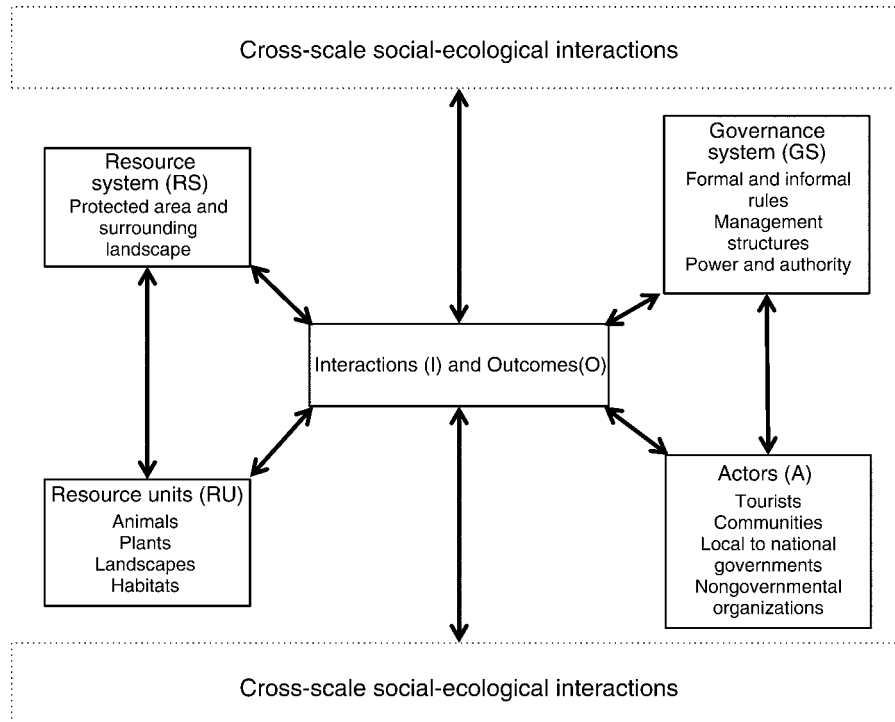 Cross-scale social-ecological interactions
Resource
system (RS)
Protected area and
surrounding
landscape
Governance
system (GS)
Formal and informal
rules
Management
structures
Power and authority
Interactions (I) and Outcomes(O)
Resource units (RU)
Animals
Plants
Landscapes
Habitats
Actors (A)
Tourists
Communities
Local to national
governments
Nongovernmental
organizations
Cross-scale social-ecological interactions